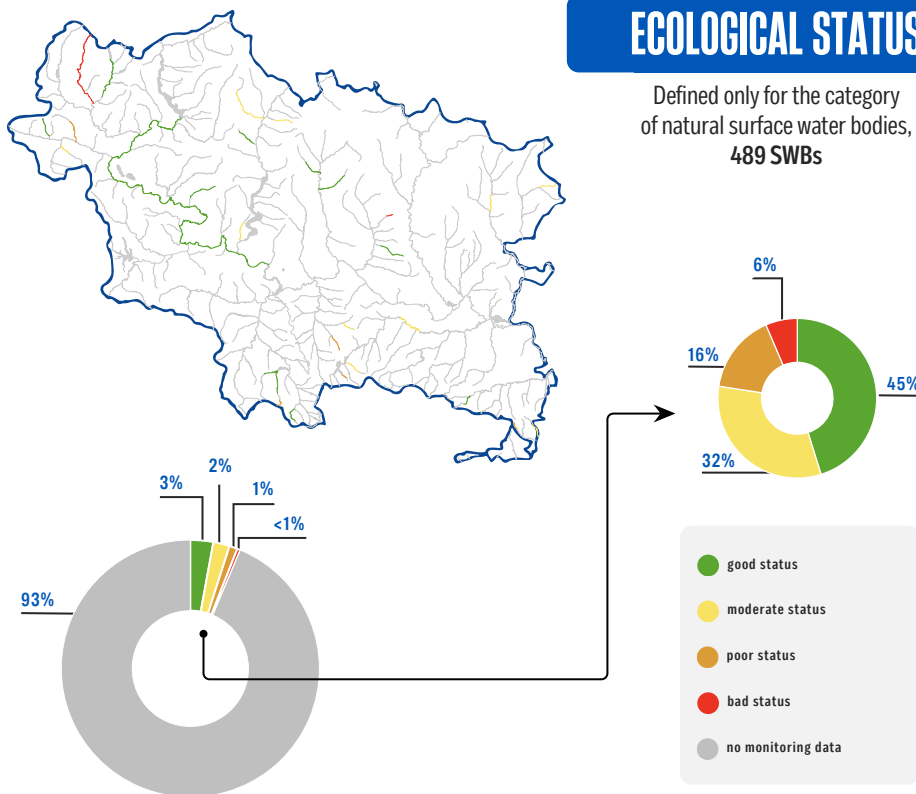 ECOLOGICAL STATUS
Defined only for the category
of natural surface water bodies,
489 SWBs
6%
16%
45%
32%
2%
3%
1%
<1%
93%
good status
moderate status
poor status
bad status
no monitoring data